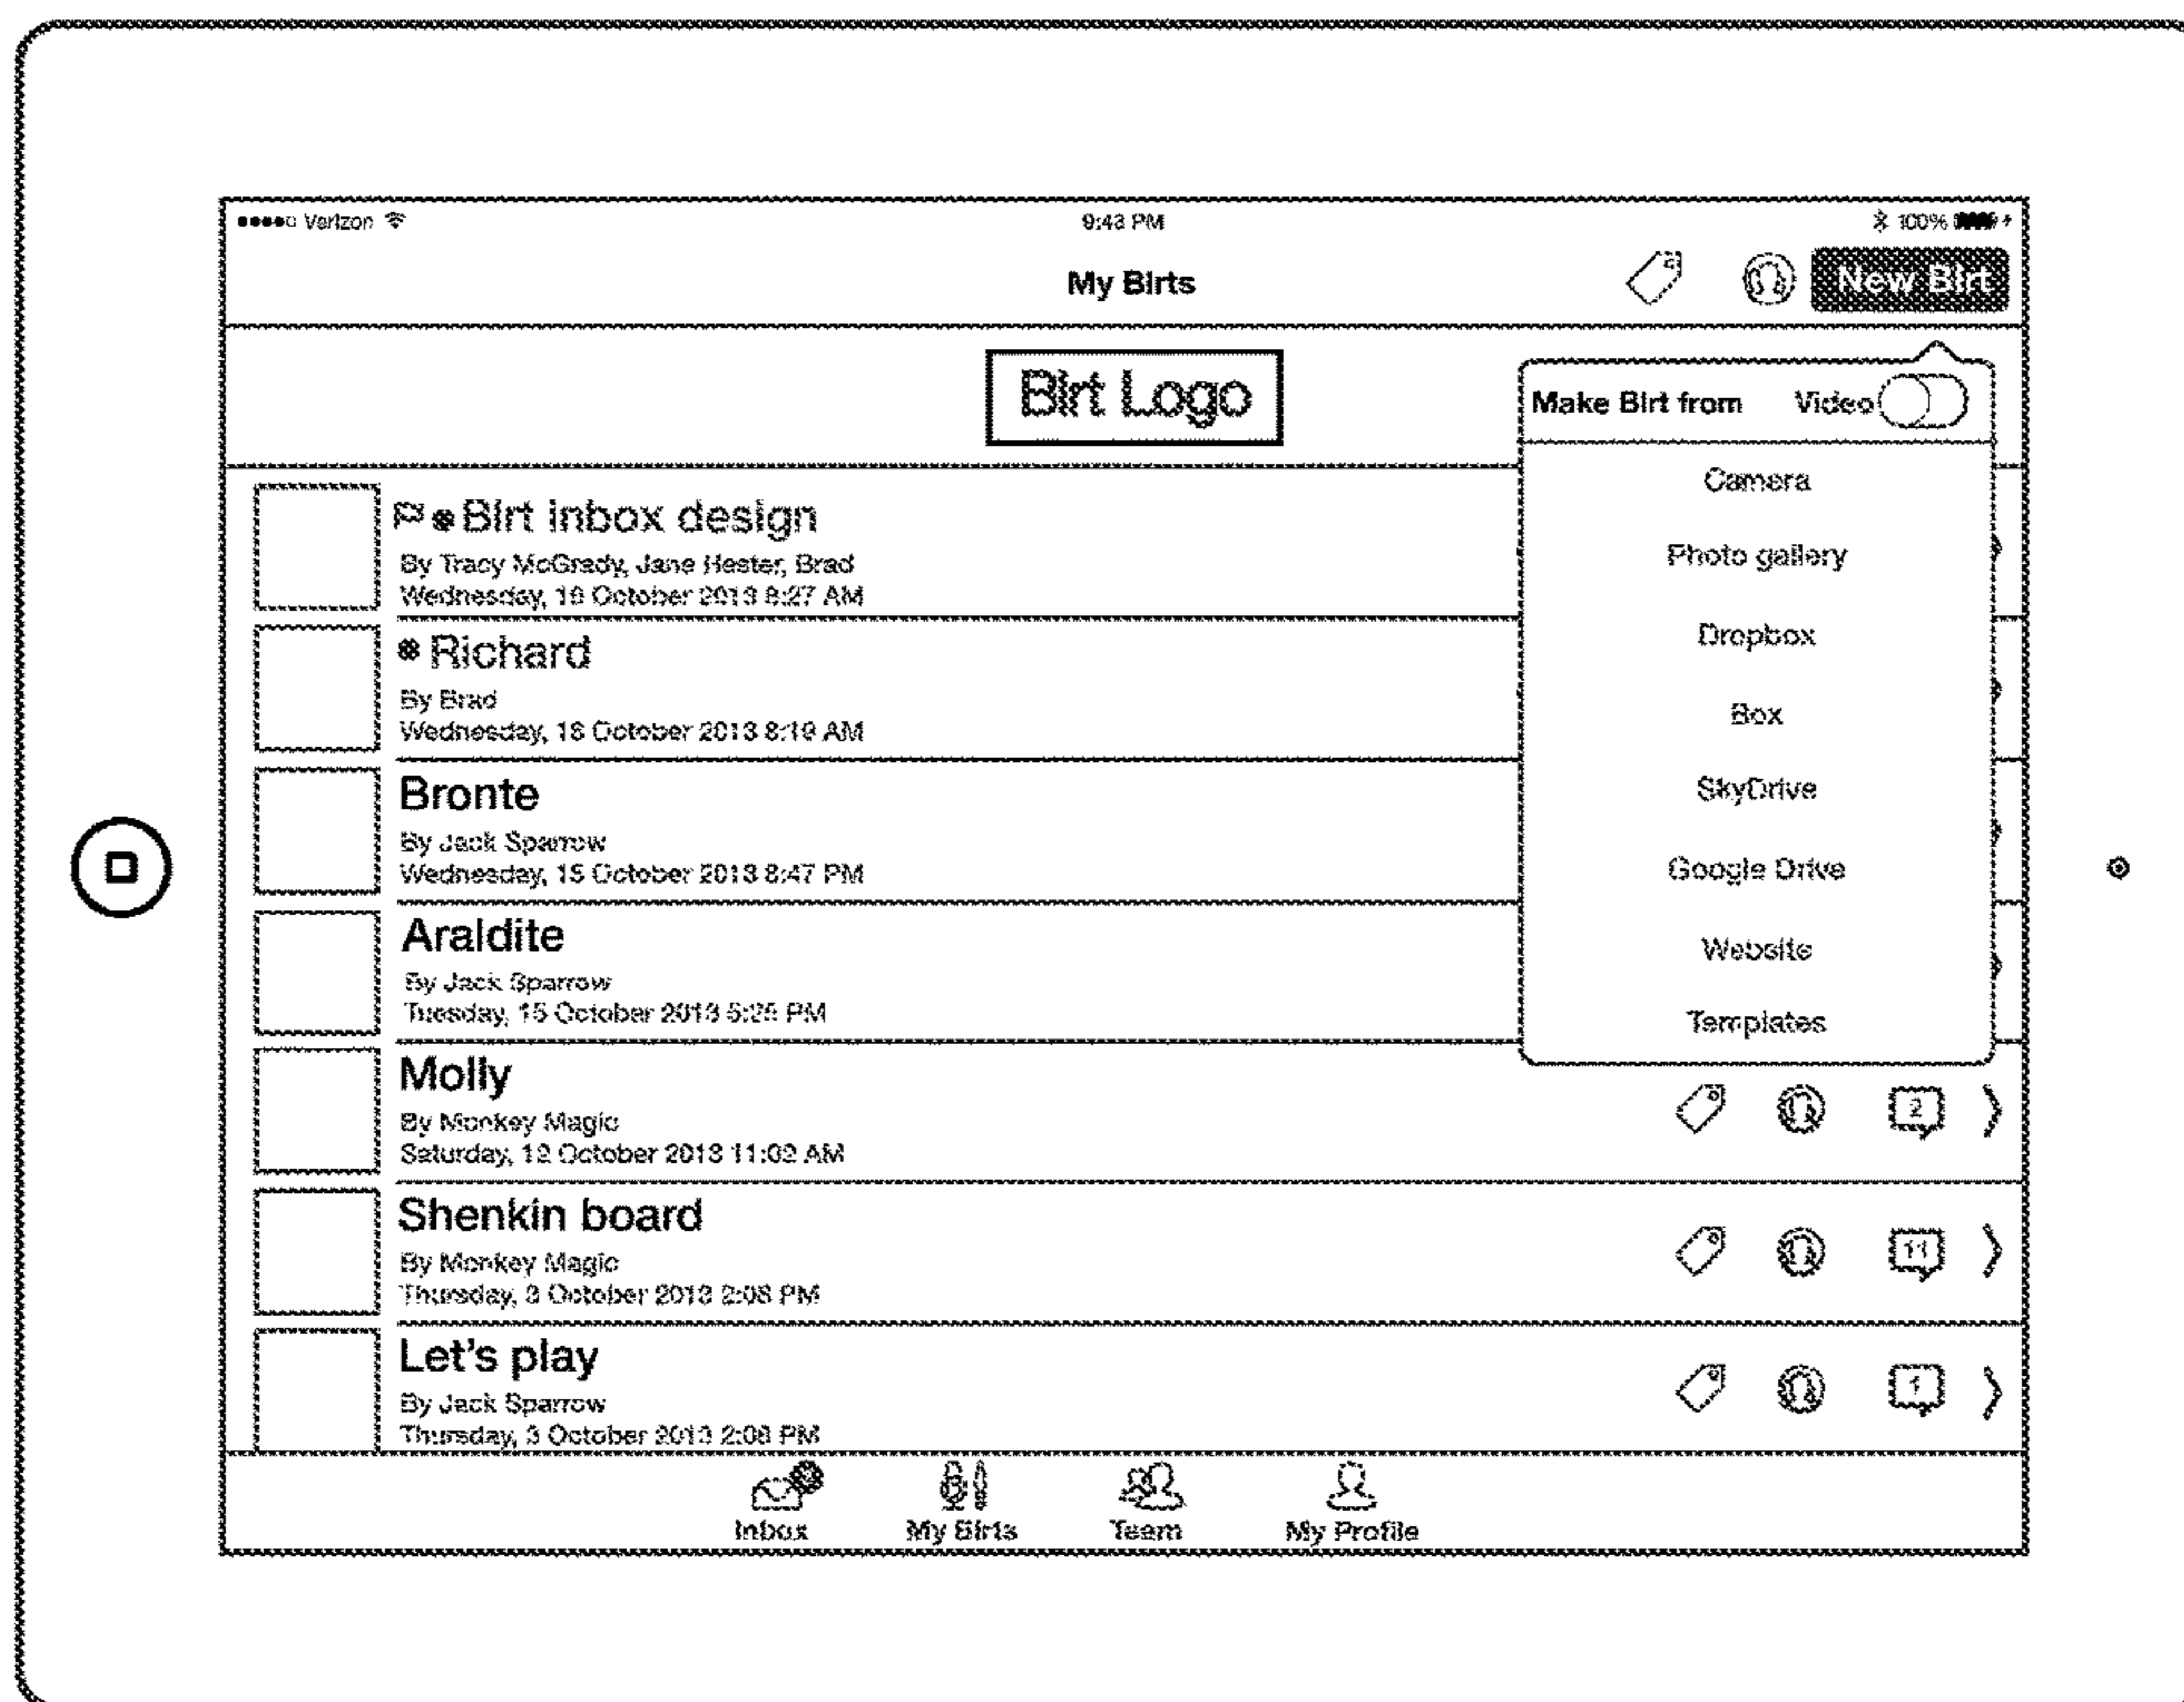 Verizon 9:43 PM 100%
My Birts New Birt
Birt Logo
Make Birt from Video
Camera
Photo gallery
Dropbox
Box
SkyDrive
Google Drive
Website
Templates
Birt inbox design
By Tracy McGrady, Jane Hester, Brad
Wednesday, 16 October 2013 8:27 AM
Richard
By Brad
Wednesday, 16 October 2013 8:19 AM
Bronte
By Jack Sparrow
Wednesday, 15 October 2013 8:47 PM
Araldite
By Jack Sparrow
Tuesday, 15 October 2013 5:25 PM
Molly
By Monkey Magic
Saturday, 12 October 2013 11:02 AM
2
Shenkin board
By Monkey Magic
Thursday, 3 October 2013 2:08 PM
11
Let's play
By Jack Sparrow
Thursday, 3 October 2013 2:08 PM
1
Inbox My Birts Team My Profile